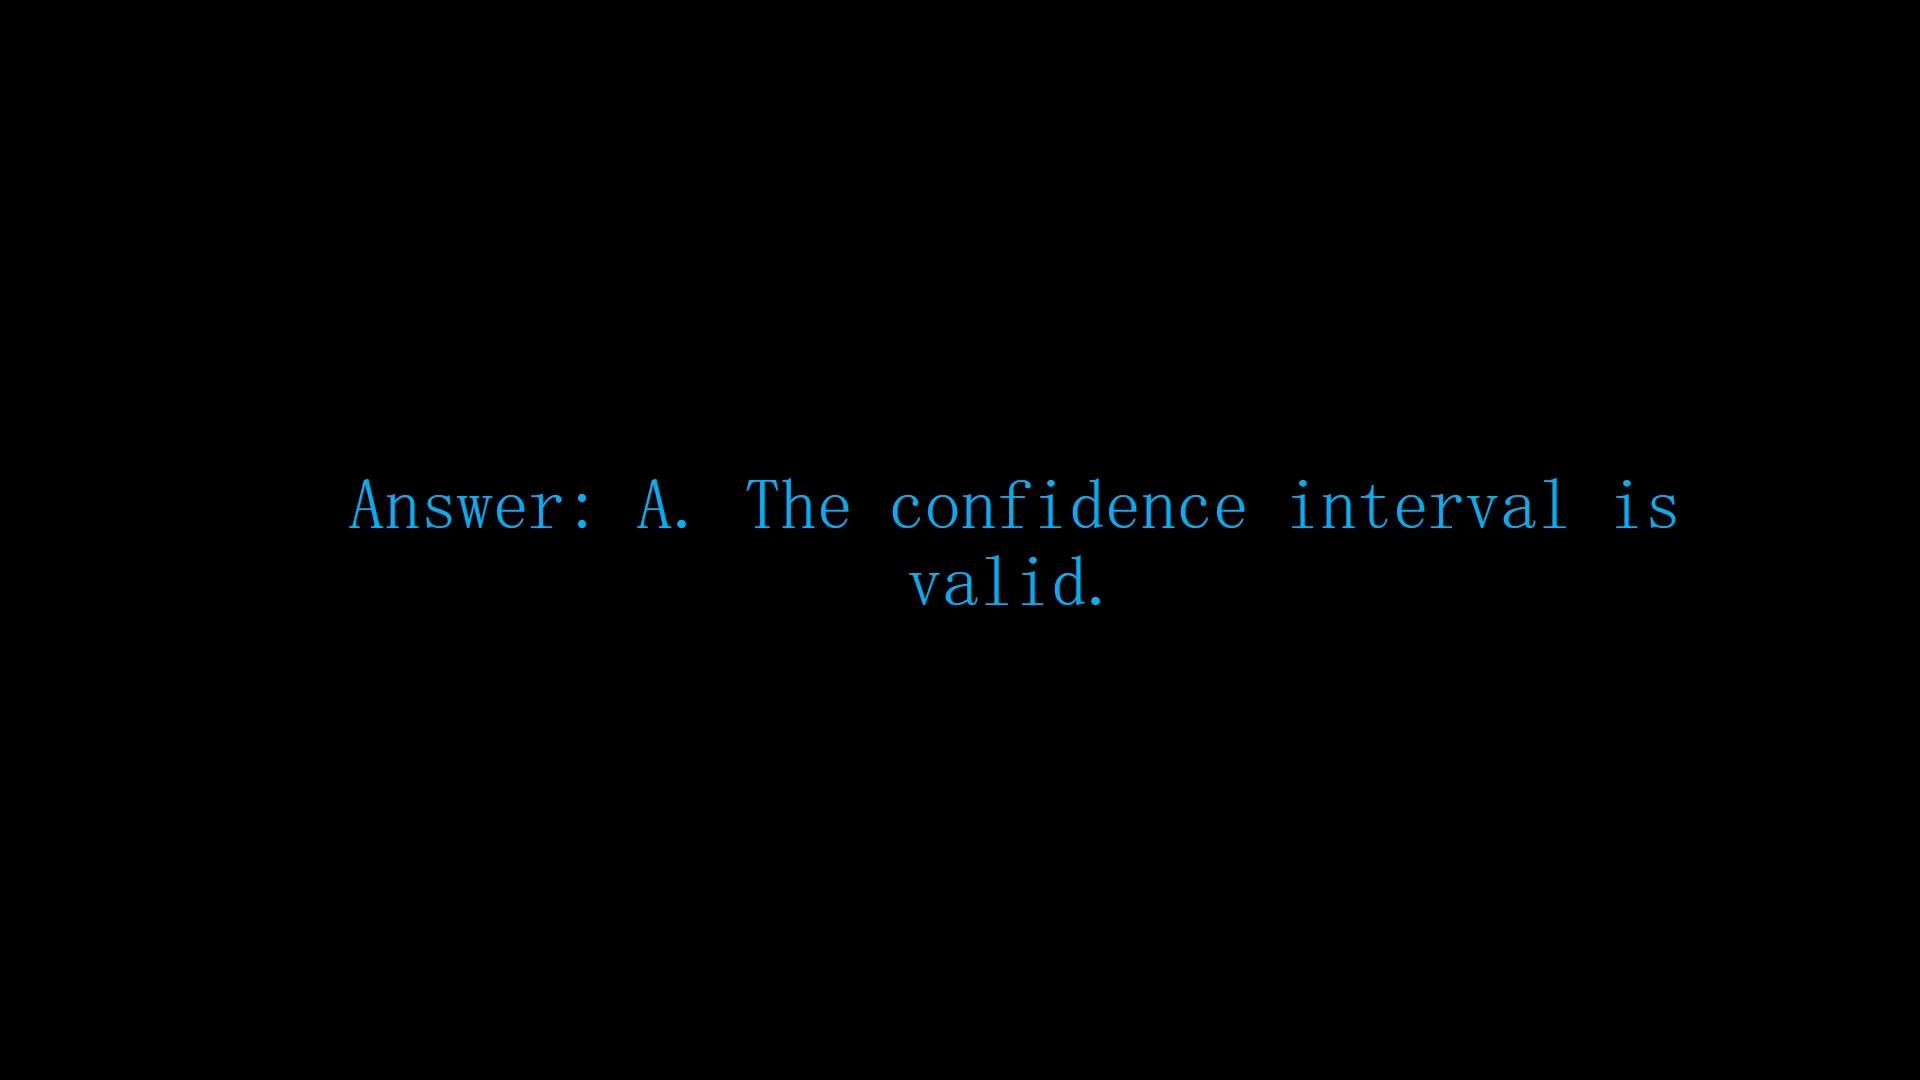 Answer: A. The confidence interval is
valid.